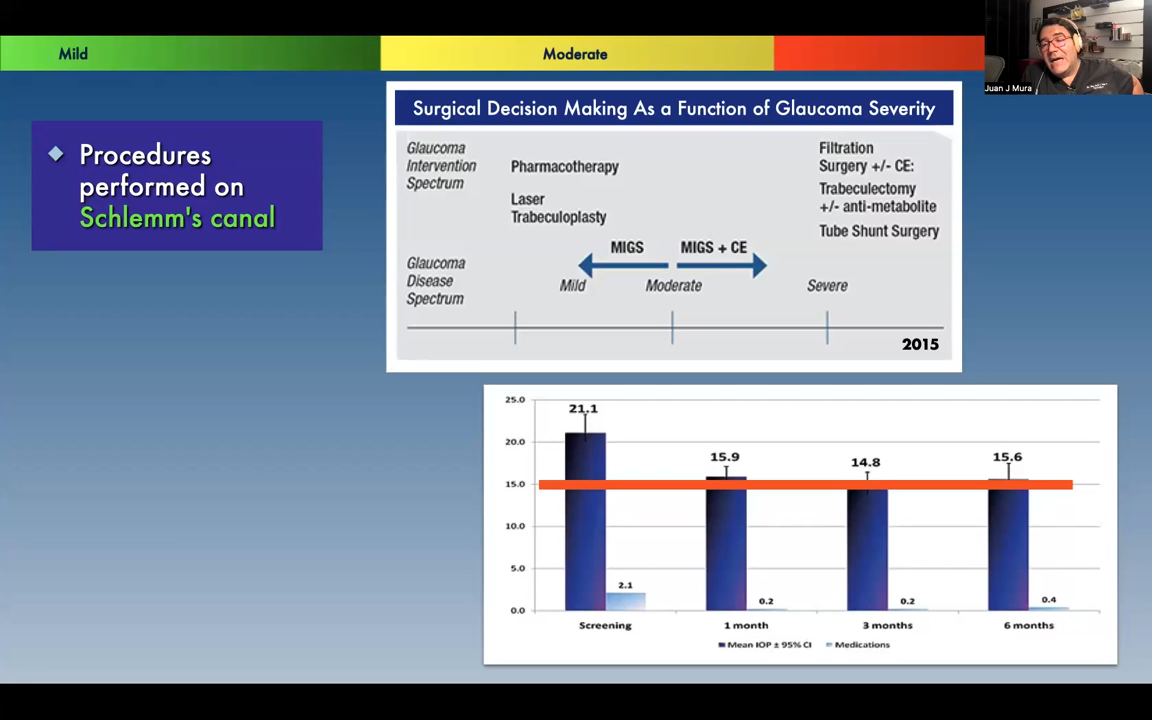 Mild
Moderate
Juan J Mura
Procedures
performed on
Schlemm's canal
Surgical Decision Making As a Function of Glaucoma Severity
Glaucoma
Intervention
Spectrum
Pharmacotherapy
Laser
Trabeculoplasty
Filtration
Surgery +/- CE:
Trabeculectomy
+/- anti-metabolite
Tube Shunt Surgery
MIGS
MIGS + CE
Glaucoma
Disease
Spectrum
Mild
Moderate
Severe
2015
25.0
20.0
15.0
10.0
5.0
0.0
21.1
15.9
14.8
15.6
2.1
0.2
0.2
0.4
Screening
1 month
3 months
6 months
Mean IOP ± 95% CI
Medications